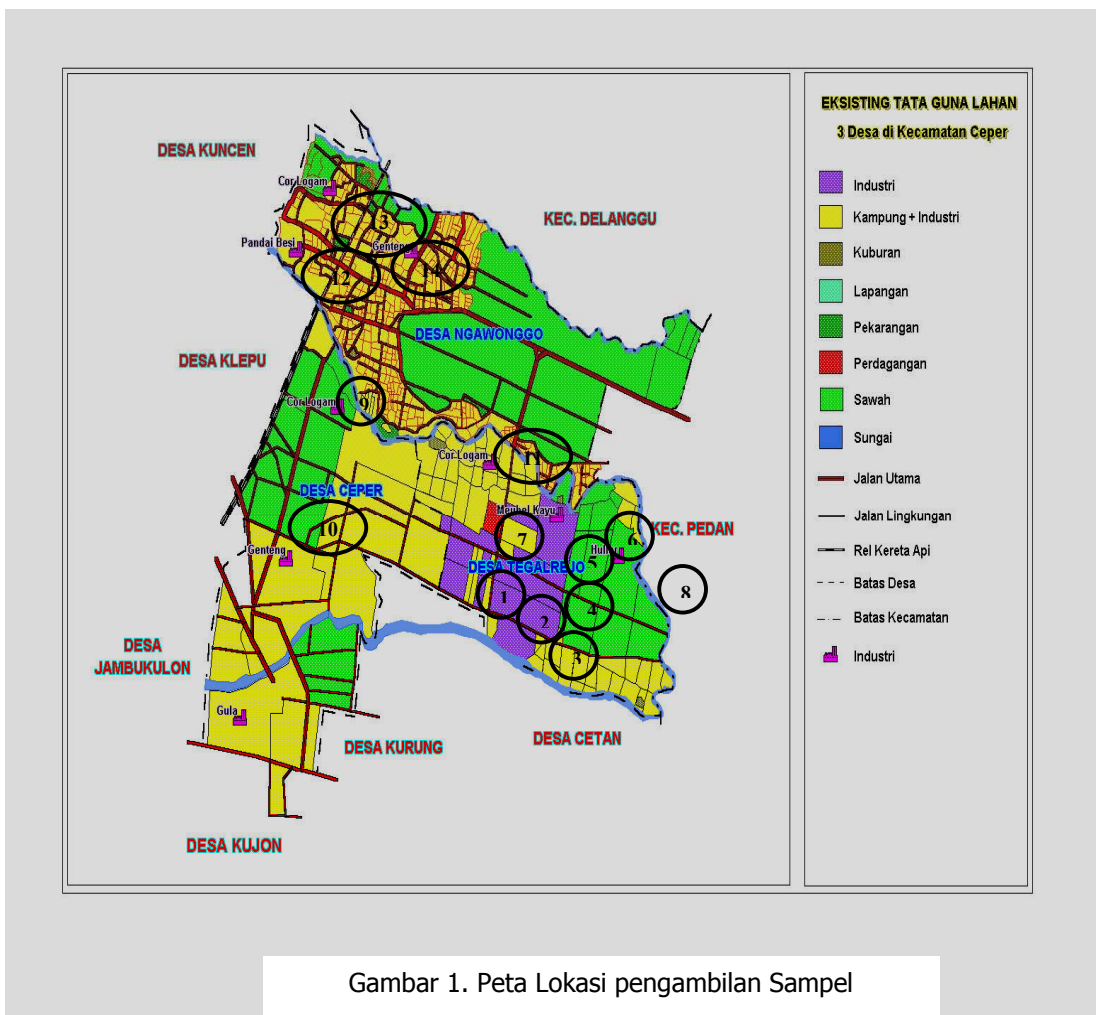 EKSISTING TATA GUNA LAHAN
3 Desa di Kecamatan Ceper
Industri
Kampung + Industri
Kuburan
Lapangan
Pekarangan
Perdagangan
Sawah
Sungai
Jalan Utama
Jalan Lingkungan
Rel Kereta Api
Batas Desa
Batas Kecamatan
Industri
DESA KUNCEN
Cor Logam
KEC. DELANGGU
Pandai Besi
Genteng
12
14
DESA NGAWONGGO
DESA KLEPU
Cor Logam
9
Cor Logam
DESA CEPER
10
Genteng
Meubel Kayu
KEC. PEDAN
7
6
5
DESA TEGALREJO
1
2
4
8
3
DESA
JAMBUKULON
Gula
DESA KURUNG
DESA CETAN
DESA KUJON
Gambar 1. Peta Lokasi pengambilan Sampel